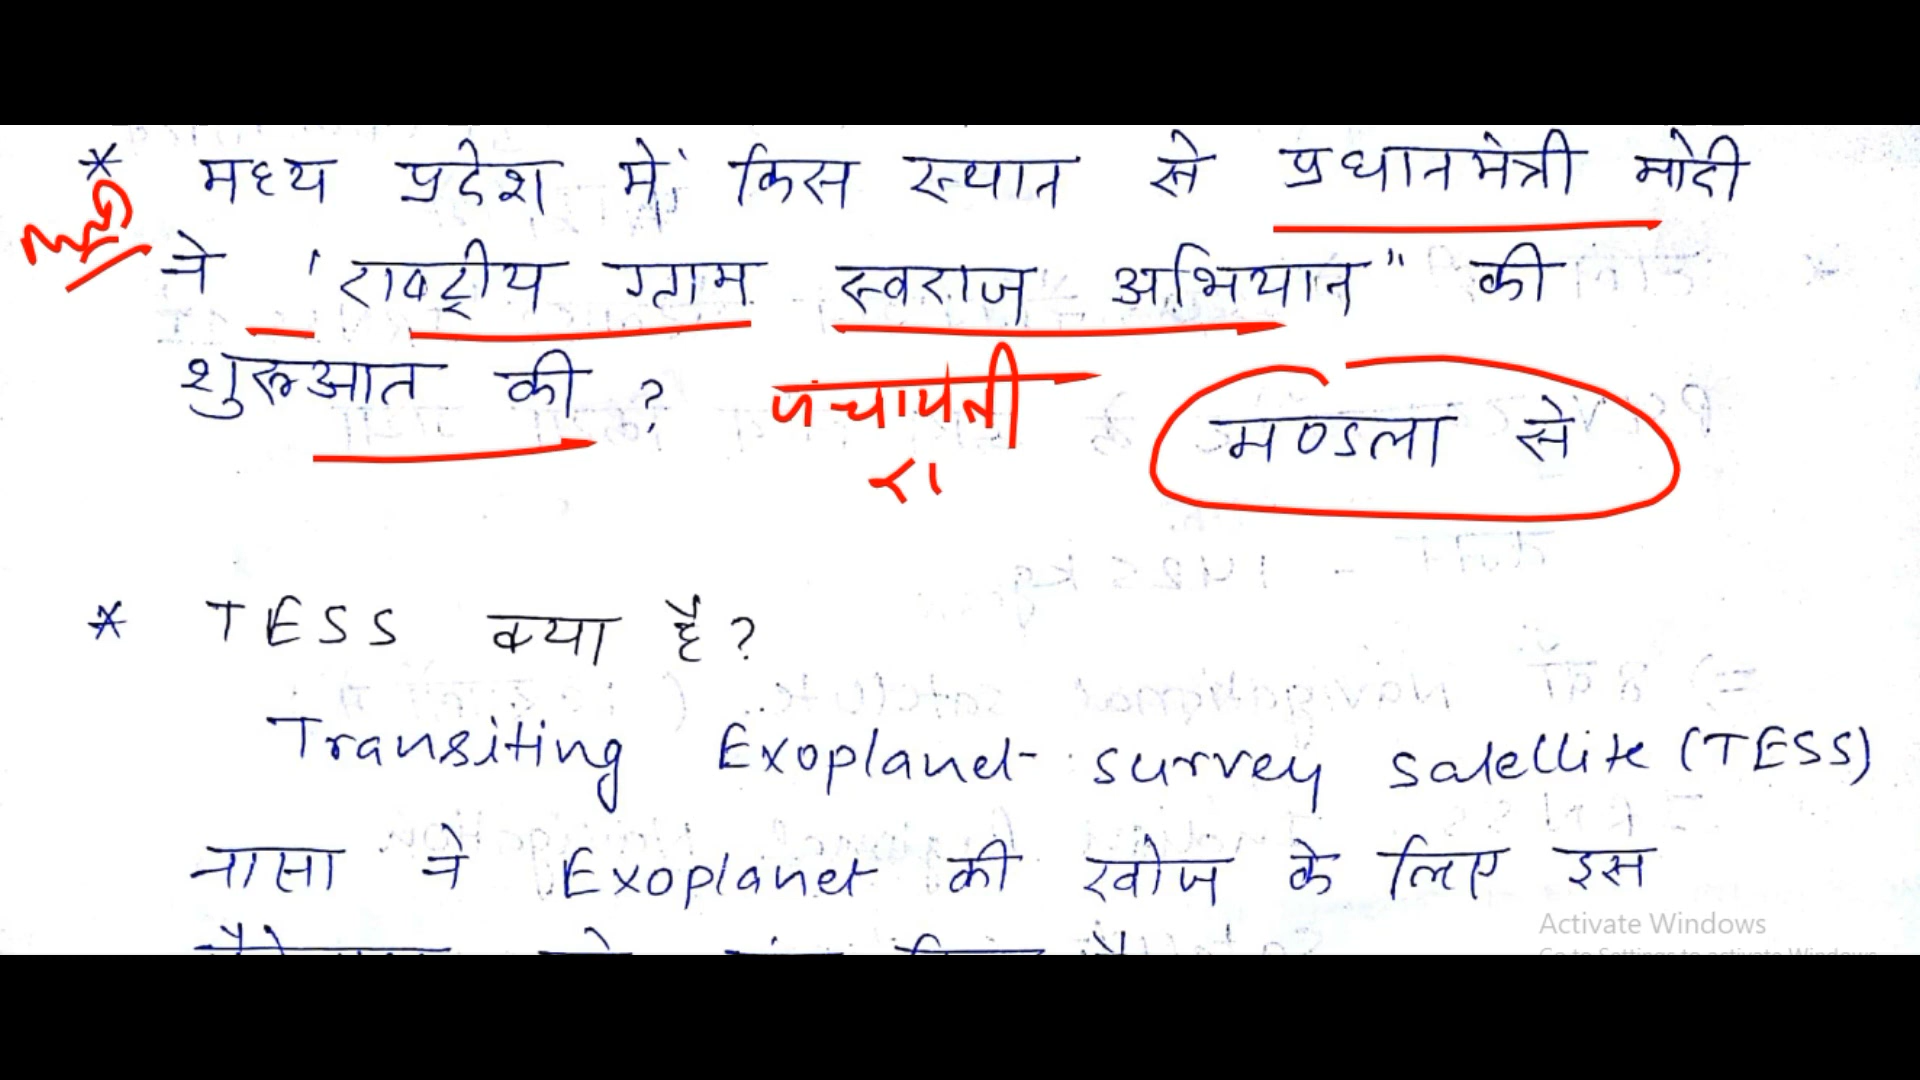 * मध्य प्रदेश में किस स्थान से प्रधानमंत्री मोदी
ने 'राष्ट्रीय ग्राम स्वराज अभियान" की
शुरूआत की ?
पंचायती
रा
मण्डला से
* TESS क्या है ?
Transiting Exoplanet survey satellite (TESS)
नासा ने Exoplanet की खोज के लिए इस
Activate Windows